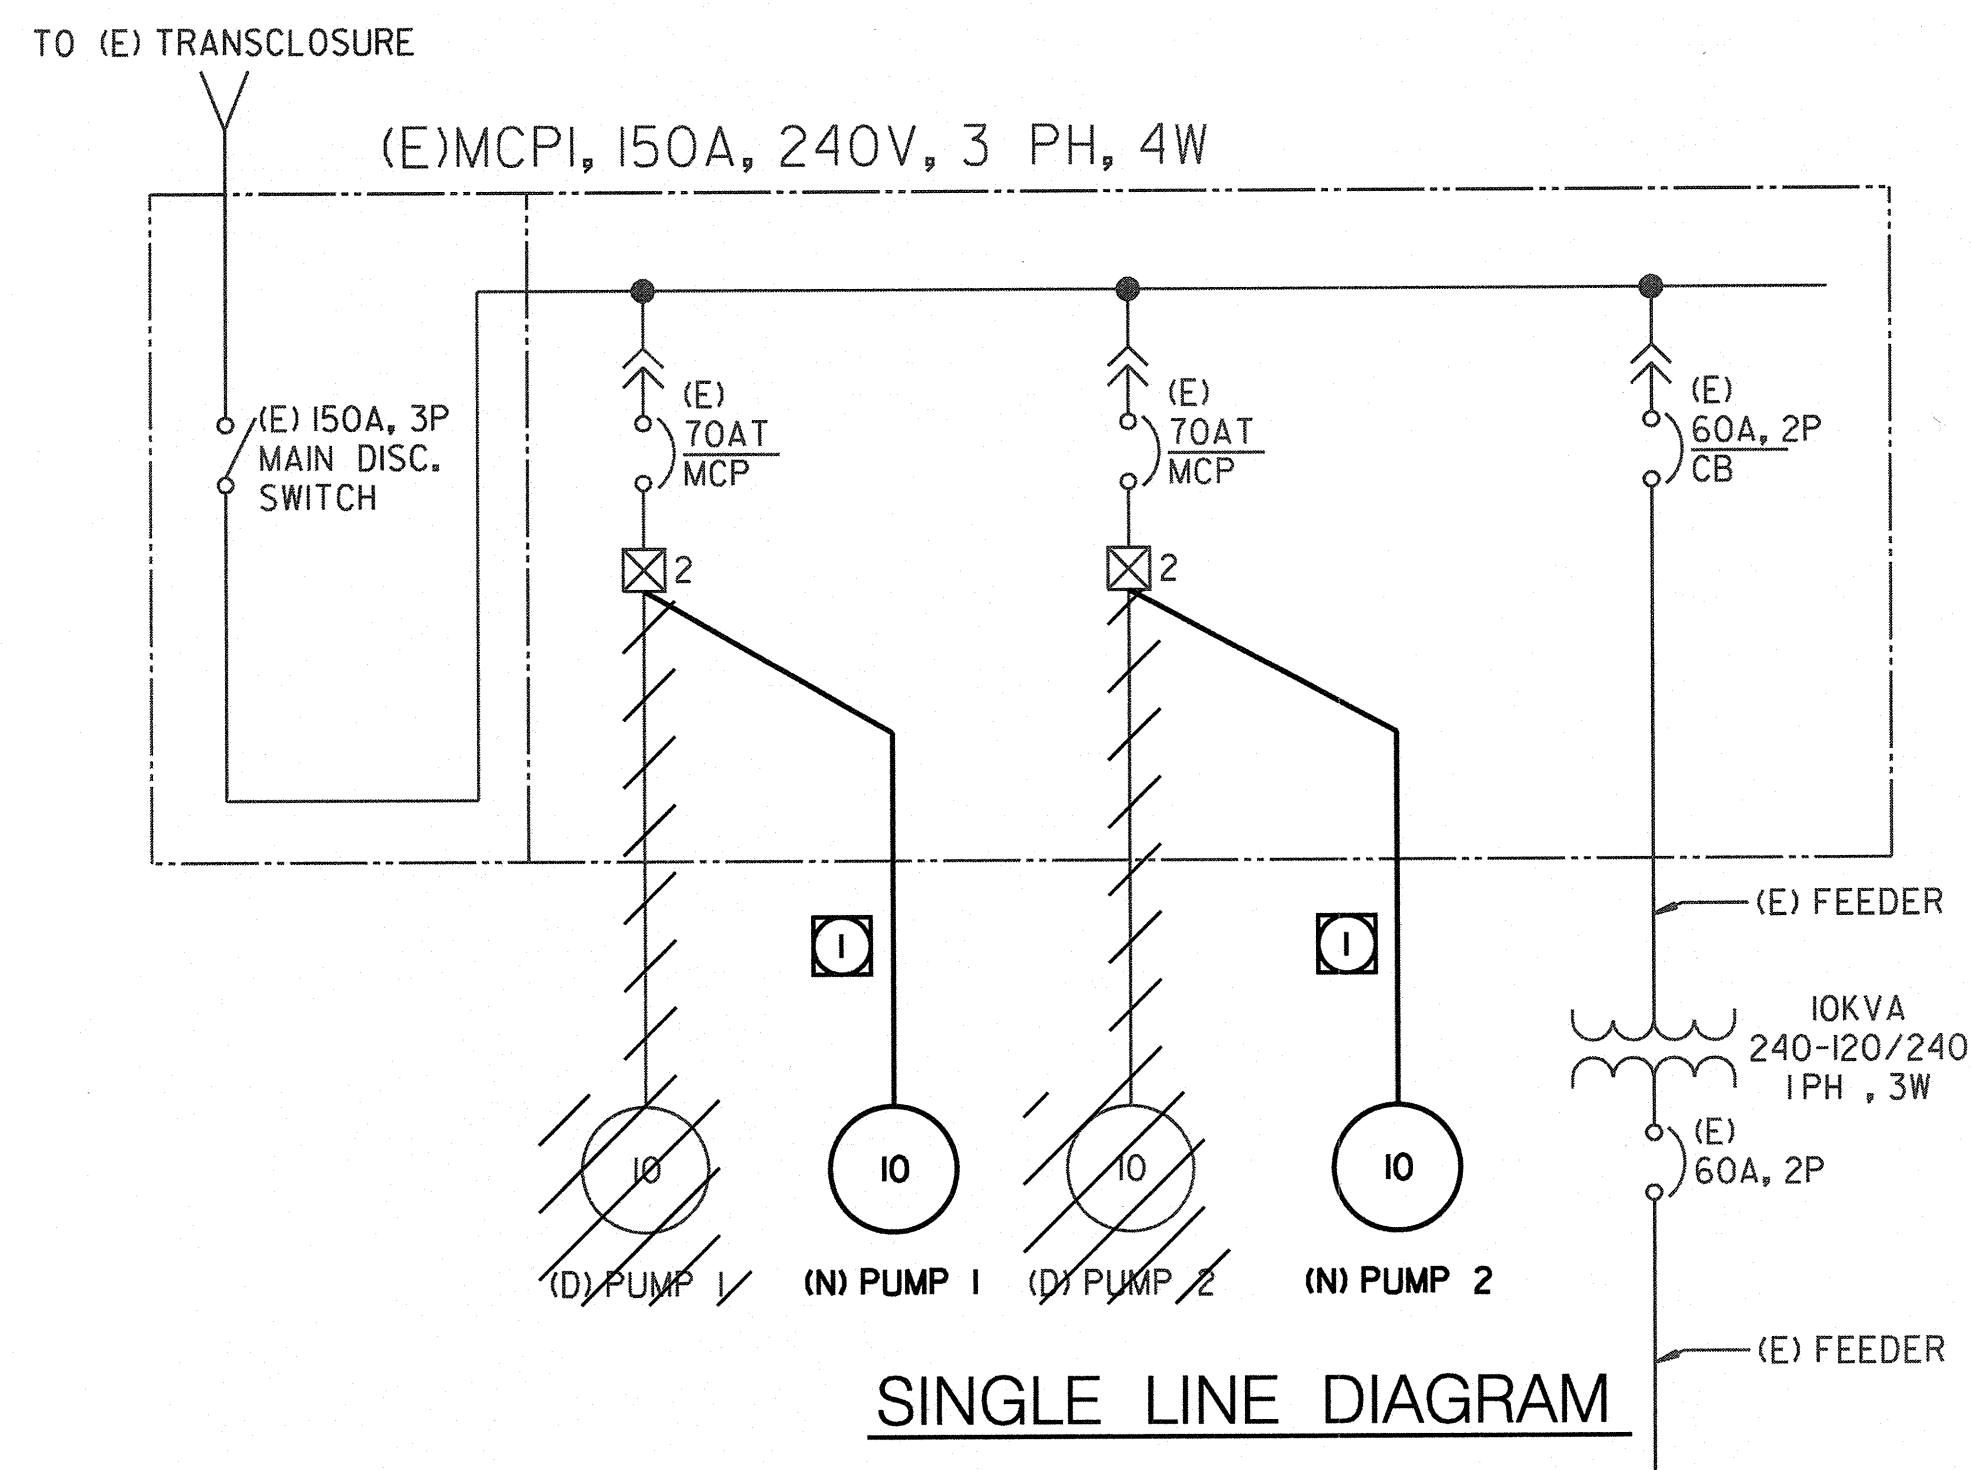 TO (E) TRANSCLOSURE
(E)MCP1, 150A, 240V, 3 PH, 4W
(E) 150A, 3P
MAIN DISC.
SWITCH
(E)
70AT
MCP
2
(E)
70AT
MCP
2
(E)
60A, 2P
CB
1
1
(E) FEEDER
10KVA
240-120/240
1PH , 3W
(E)
60A, 2P
10
10
10
10
(D) PUMP 1
(N) PUMP 1
(D) PUMP 2
(N) PUMP 2
(E) FEEDER
SINGLE LINE DIAGRAM